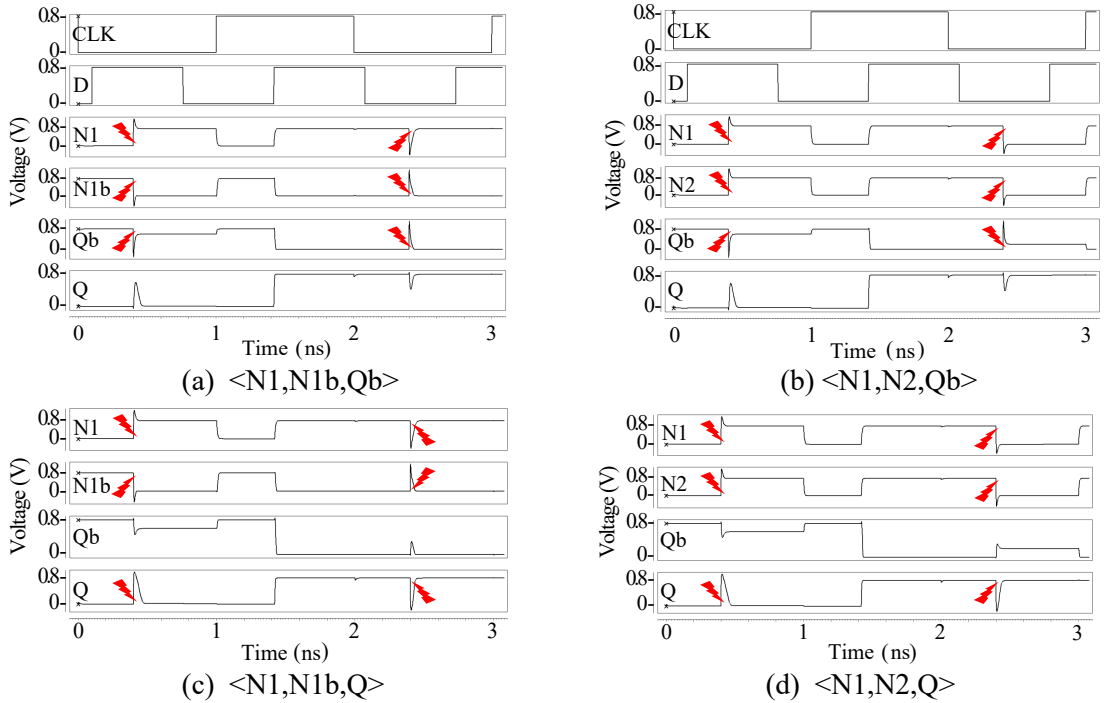 0.8
CLK
0
0.8
D
0
0.8
N1
0
0.8
N1b
0
0.8
Qb
0
0.8
Q
0
Voltage (V)
0 1 2 3
Time (ns)
(a) <N1,N1b,Qb>
0.8
CLK
0
0.8
D
0
0.8
N1
0
0.8
N2
0
0.8
Qb
0
0.8
Q
0
Voltage (V)
0 1 2 3
Time (ns)
(b) <N1,N2,Qb>
0.8
N1
0
0.8
N1b
0
0.8
Qb
0
0.8
Q
0
Voltage (V)
0 1 2 3
Time (ns)
(c) <N1,N1b,Q>
0.8
N1
0
0.8
N2
0
0.8
Qb
0
0.8
Q
0
Voltage (V)
0 1 2 3
Time (ns)
(d) <N1,N2,Q>